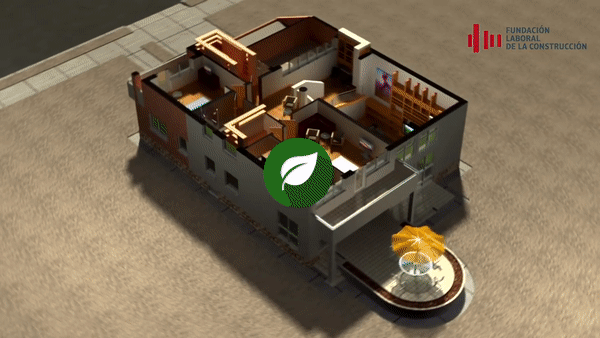 FUNDACIÓN
LABORAL
DE LA CONSTRUCCIÓN